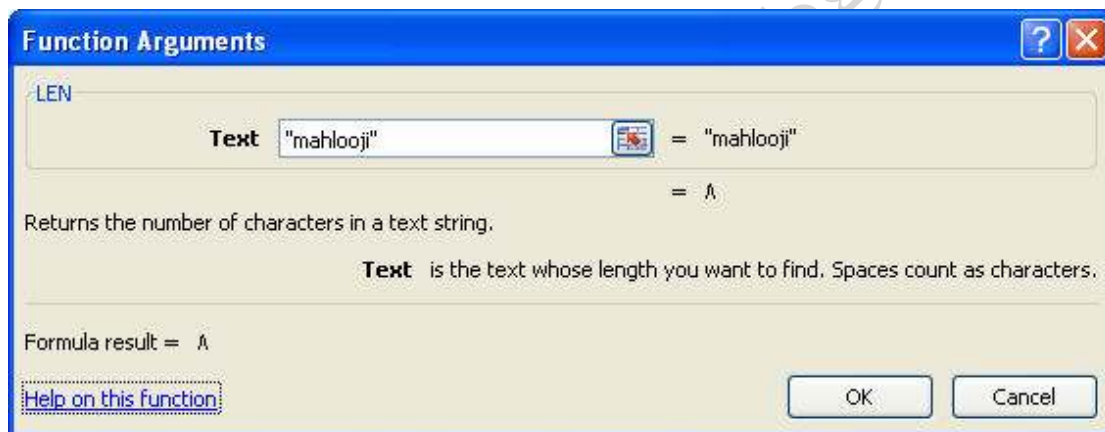 Function Arguments
LEN
Text "mahlooji" = "mahlooji"
= ۸
Returns the number of characters in a text string.
Text is the text whose length you want to find. Spaces count as characters.
Formula result = ۸
Help on this function
OK Cancel